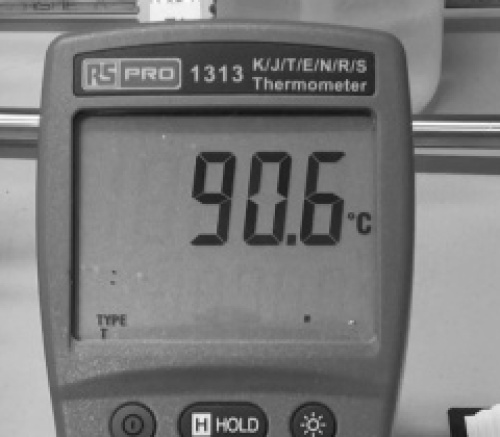 RS PRO 1313 K/J/T/E/N/R/S
Thermometer
90.6 °C
TYPE
T
H HOLD